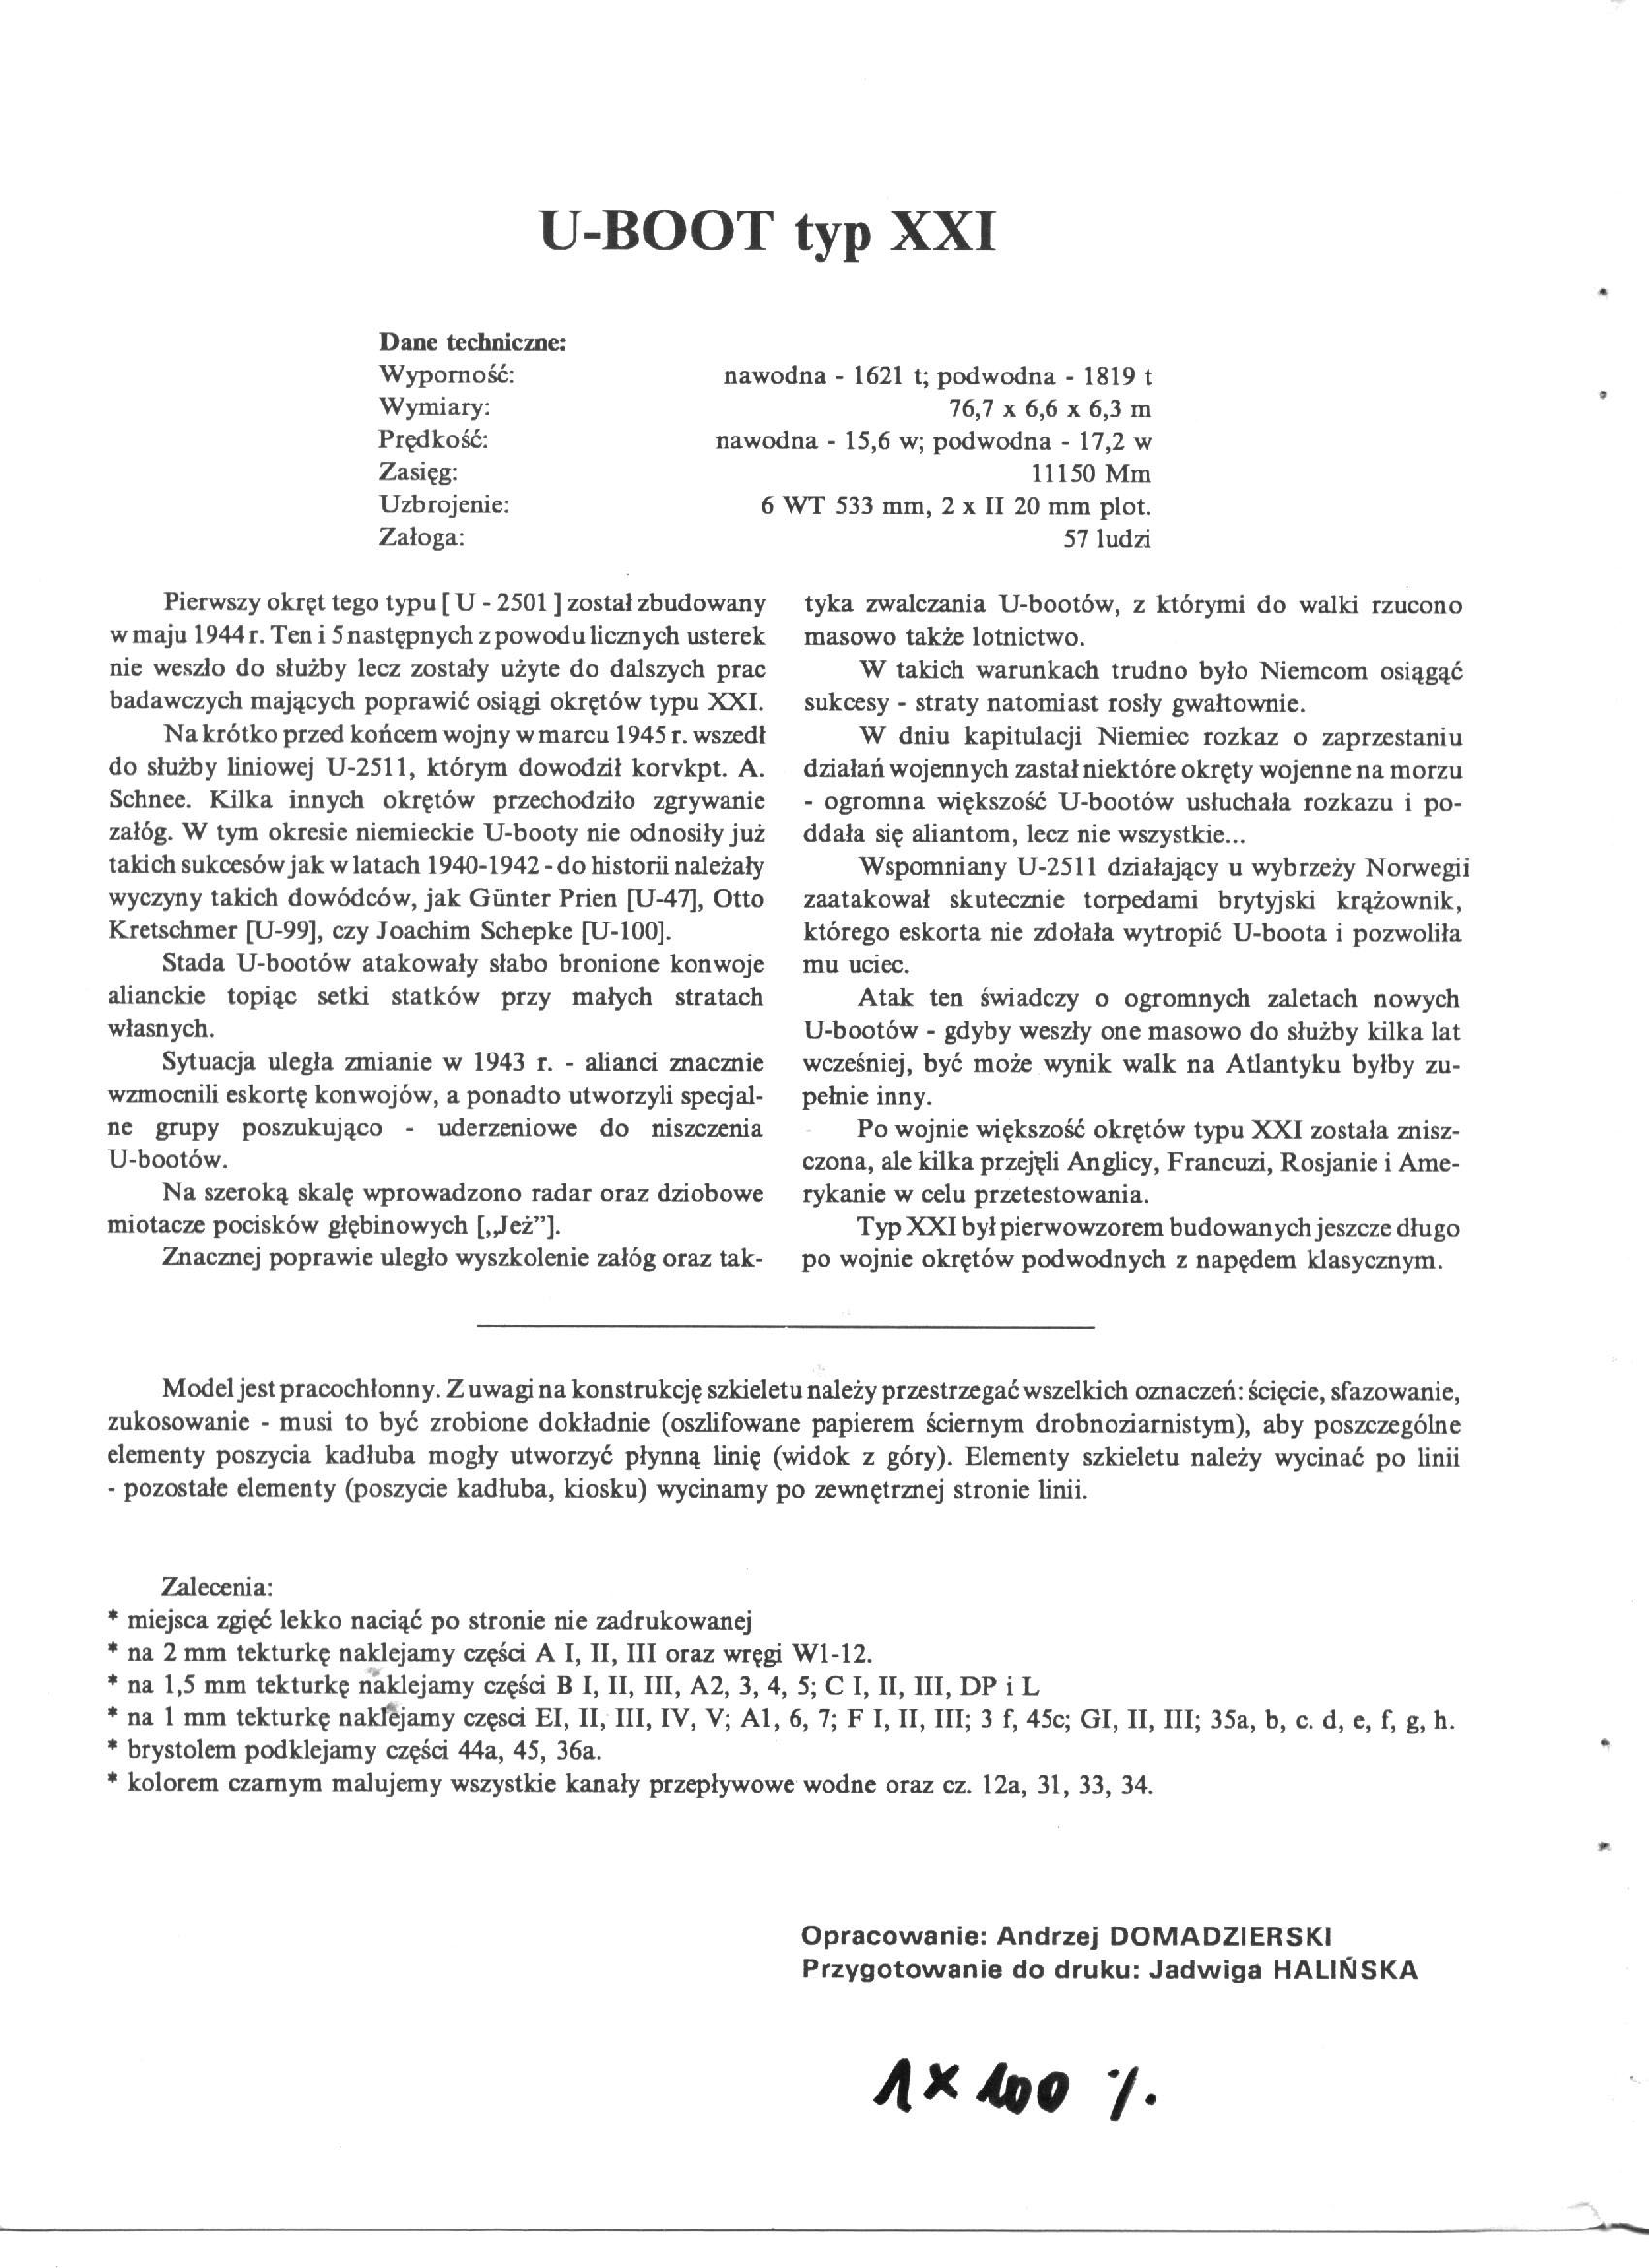 U-BOOT typ XXI
Dane techniczne:
Wyporność: nawodna - 1621 t; podwodna - 1819 t
Wymiary: 76,7 x 6,6 x 6,3 m
Prędkość: nawodna - 15,6 w; podwodna - 17,2 w
Zasięg: 11150 Mm
Uzbrojenie: 6 WT 533 mm, 2 x II 20 mm plot.
Załoga: 57 ludzi
Pierwszy okręt tego typu [ U - 2501 ] został zbudowany
w maju 1944 r. Ten i 5 następnych z powodu licznych usterek
nie weszło do służby lecz zostały użyte do dalszych prac
badawczych mających poprawić osiągi okrętów typu XXI.
Na krótko przed końcem wojny w marcu 1945 r. wszedł
do służby liniowej U-2511, którym dowodził korvkpt. A.
Schnee. Kilka innych okrętów przechodziło zgrywanie
załóg. W tym okresie niemieckie U-booty nie odnosiły już
takich sukcesów jak w latach 1940-1942 - do historii należały
wyczyny takich dowódców, jak Günter Prien [U-47], Otto
Kretschmer [U-99], czy Joachim Schepke [U-100].
Stada U-bootów atakowały słabo bronione konwoje
alianckie topiąc setki statków przy małych stratach
własnych.
Sytuacja uległa zmianie w 1943 r. - alianci znacznie
wzmocnili eskortę konwojów, a ponadto utworzyli specjal-
ne grupy poszukująco - uderzeniowe do niszczenia
U-bootów.
Na szeroką skalę wprowadzono radar oraz dziobowe
miotacze pocisków głębinowych [„Jeż”].
Znacznej poprawie uległo wyszkolenie załóg oraz tak-
tyka zwalczania U-bootów, z którymi do walki rzucono
masowo także lotnictwo.
W takich warunkach trudno było Niemcom osiągąć
sukcesy - straty natomiast rosły gwałtownie.
W dniu kapitulacji Niemiec rozkaz o zaprzestaniu
działań wojennych zastał niektóre okręty wojenne na morzu
- ogromna większość U-bootów usłuchała rozkazu i po-
ddała się aliantom, lecz nie wszystkie...
Wspomniany U-2511 działający u wybrzeży Norwegii
zaatakował skutecznie torpedami brytyjski krążownik,
którego eskorta nie zdołała wytropić U-boota i pozwoliła
mu uciec.
Atak ten świadczy o ogromnych zaletach nowych
U-bootów - gdyby weszły one masowo do służby kilka lat
wcześniej, być może wynik walk na Atlantyku byłby zu-
pełnie inny.
Po wojnie większość okrętów typu XXI została znisz-
czona, ale kilka przejęli Anglicy, Francuzi, Rosjanie i Ame-
rykanie w celu przetestowania.
Typ XXI był pierwowzorem budowanych jeszcze długo
po wojnie okrętów podwodnych z napędem klasycznym.
Model jest pracochłonny. Z uwagi na konstrukcję szkieletu należy przestrzegać wszelkich oznaczeń: ścięcie, sfazowanie,
zukosowanie - musi to być zrobione dokładnie (oszlifowane papierem ściernym drobnoziarnistym), aby poszczególne
elementy poszycia kadłuba mogły utworzyć płynną linię (widok z góry). Elementy szkieletu należy wycinać po linii
- pozostałe elementy (poszycie kadłuba, kiosku) wycinamy po zewnętrznej stronie linii.
Zalecenia:
* miejsca zgięć lekko naciąć po stronie nie zadrukowanej
* na 2 mm tekturkę naklejamy części A I, II, III oraz wręgi W1-12.
* na 1,5 mm tekturkę naklejamy części B I, II, III, A2, 3, 4, 5; C I, II, III, DP i L
* na 1 mm tekturkę naklejamy częsci EI, II, III, IV, V; A1, 6, 7; F I, II, III; 3 f, 45c; GI, II, III; 35a, b, c. d, e, f, g, h.
* brystolem podklejamy części 44a, 45, 36a.
* kolorem czarnym malujemy wszystkie kanały przepływowe wodne oraz cz. 12a, 31, 33, 34.
Opracowanie: Andrzej DOMADZIERSKI
Przygotowanie do druku: Jadwiga HALIŃSKA
1 x 100 %